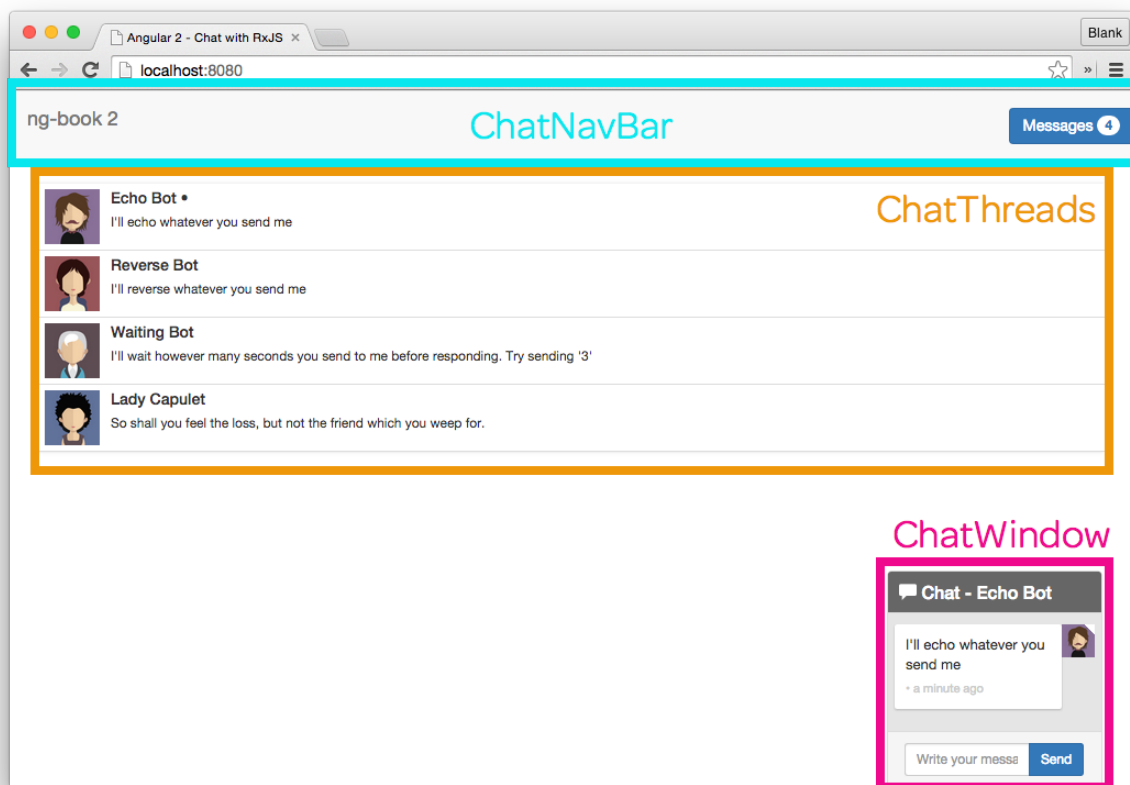 Angular 2 - Chat with RxJS ×
Blank
localhost:8080
»
ng-book 2
ChatNavBar
Messages 4
Echo Bot •
I'll echo whatever you send me
ChatThreads
Reverse Bot
I'll reverse whatever you send me
Waiting Bot
I'll wait however many seconds you send to me before responding. Try sending '3'
Lady Capulet
So shall you feel the loss, but not the friend which you weep for.
ChatWindow
Chat - Echo Bot
I'll echo whatever you
send me
• a minute ago
Write your messa
Send